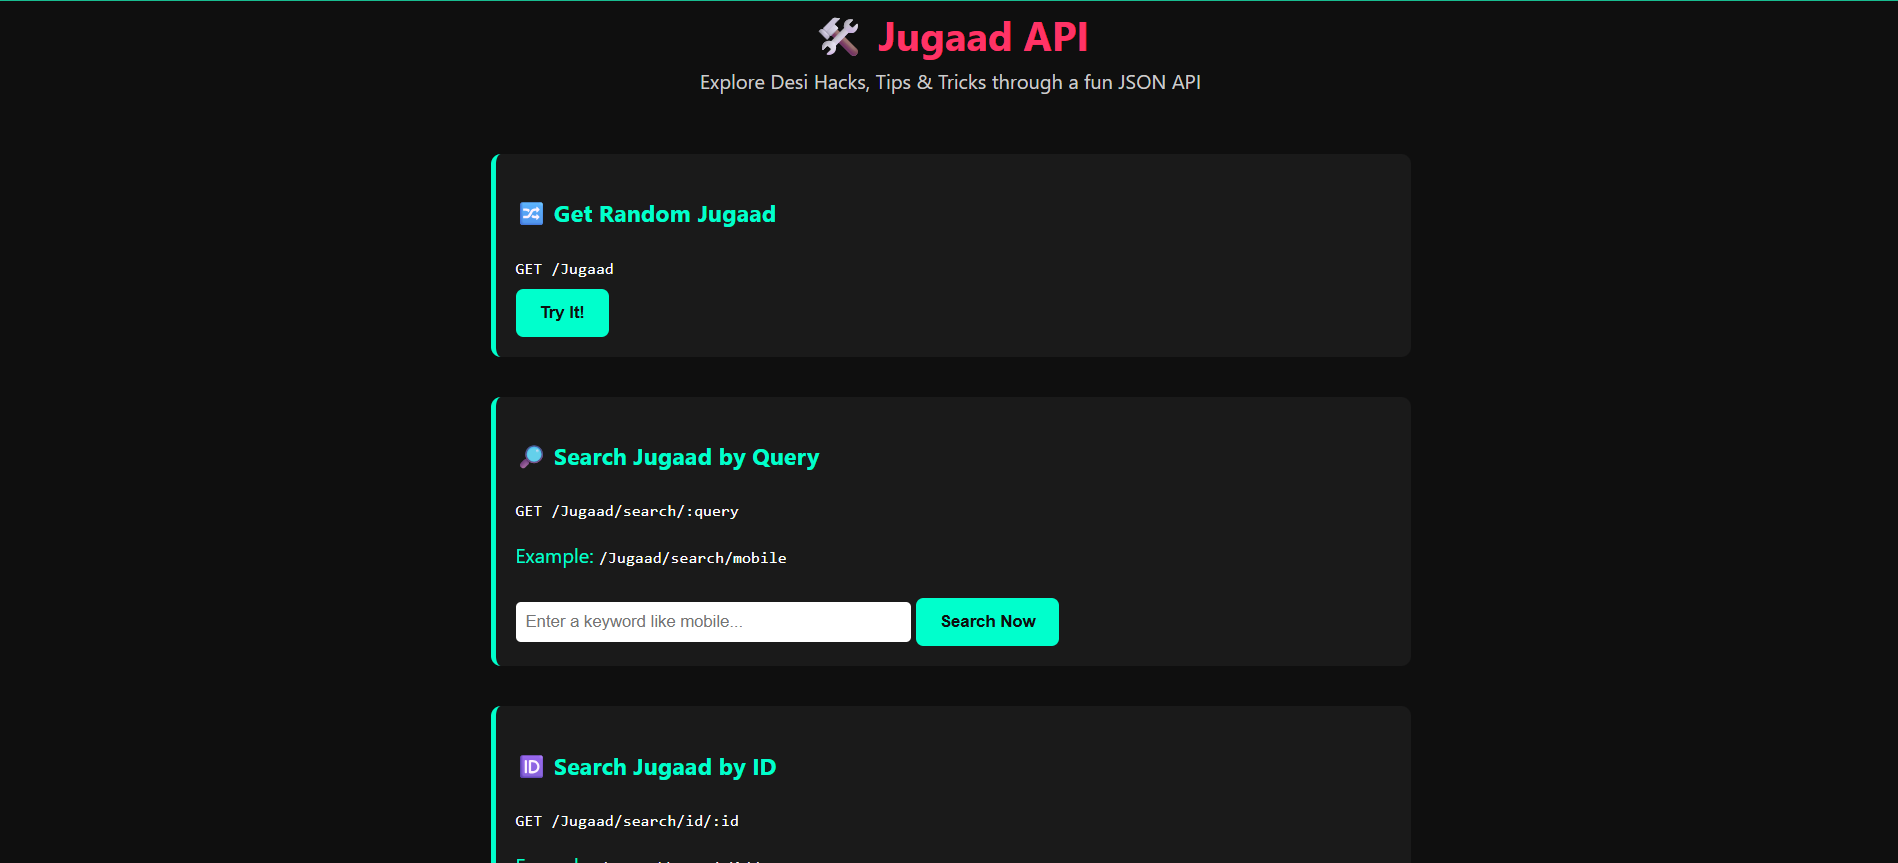 Jugaad API
Explore Desi Hacks, Tips & Tricks through a fun JSON API
Get Random Jugaad
GET /Jugaad
Try It!
Search Jugaad by Query
GET /Jugaad/search/:query
Example: /Jugaad/search/mobile
Enter a keyword like mobile... Search Now
ID Search Jugaad by ID
GET /Jugaad/search/id/:id